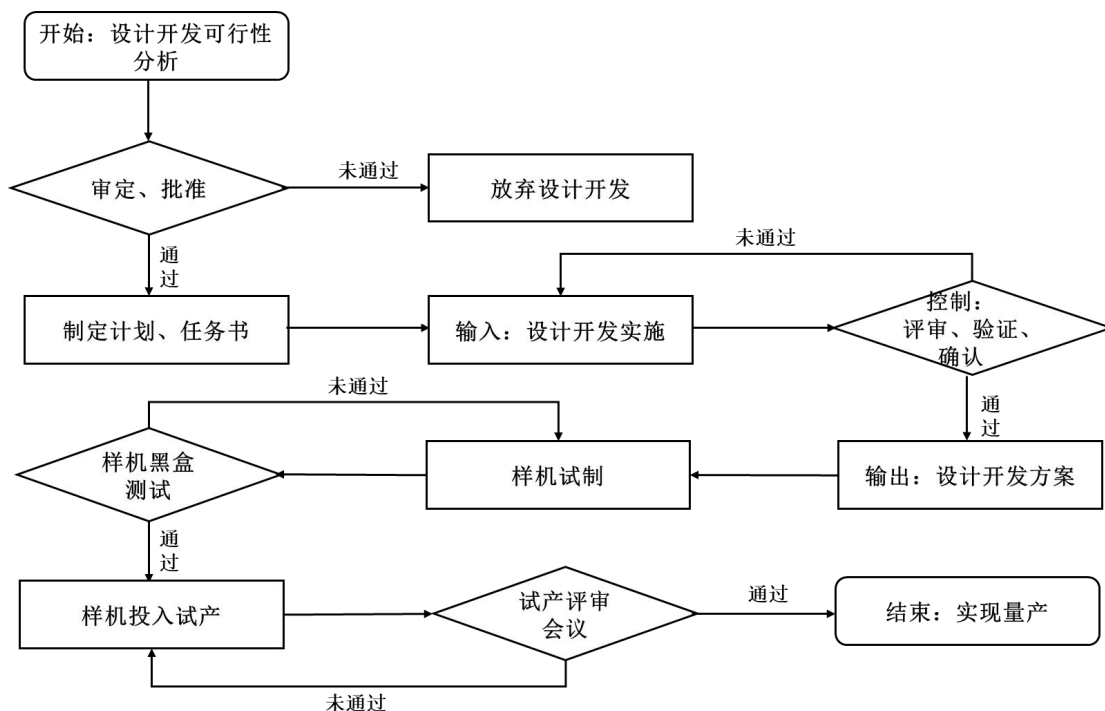 开始：设计开发可行性
分析
审定、批准
未通过
放弃设计开发
通
过
未通过
制定计划、任务书
输入：设计开发实施
控制：
评审、验证、
确认
未通过
通
过
样机黑盒
测试
样机试制
输出：设计开发方案
通
过
样机投入试产
试产评审
会议
通过
结束：实现量产
未通过